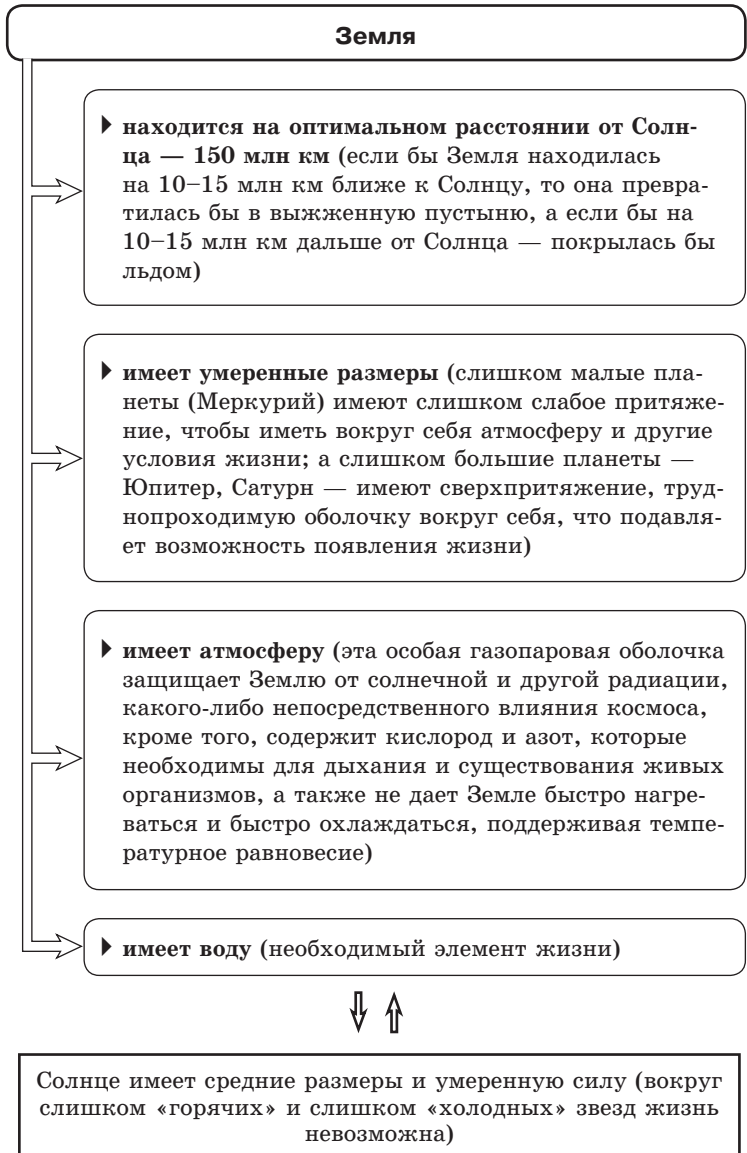 Земля
находится на оптимальном расстоянии от Солн-
ца — 150 млн км (если бы Земля находилась
на 10–15 млн км ближе к Солнцу, то она превра-
тилась бы в выжженную пустыню, а если бы на
10–15 млн км дальше от Солнца — покрылась бы
льдом)
имеет умеренные размеры (слишком малые пла-
неты (Меркурий) имеют слишком слабое притяже-
ние, чтобы иметь вокруг себя атмосферу и другие
условия жизни; а слишком большие планеты —
Юпитер, Сатурн — имеют сверхпритяжение, труд-
нопроходимую оболочку вокруг себя, что подавля-
ет возможность появления жизни)
имеет атмосферу (эта особая газопаровая оболочка
защищает Землю от солнечной и другой радиации,
какого-либо непосредственного влияния космоса,
кроме того, содержит кислород и азот, которые
необходимы для дыхания и существования живых
организмов, а также не дает Земле быстро нагре-
ваться и быстро охлаждаться, поддерживая темпе-
ратурное равновесие)
имеет воду (необходимый элемент жизни)
Солнце имеет средние размеры и умеренную силу (вокруг
слишком «горячих» и слишком «холодных» звезд жизнь
невозможна)